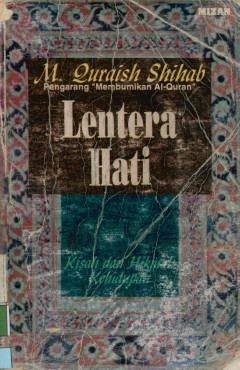 MIZAN
M. Quraish Shihab
Pengarang "Membumikan Al-Quran"
Lentera
Hati
Kisah dan Hikmah
Kehidupan